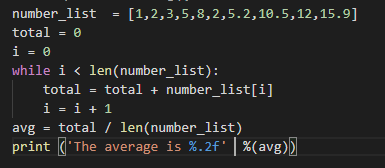 number_list  = [1,2,3,5,8,2,5.2,10.5,12,15.9]
total = 0
i = 0
while i < len(number_list):
    total = total + number_list[i]
    i = i + 1
avg = total / len(number_list)
print ('The average is %.2f'  %(avg))